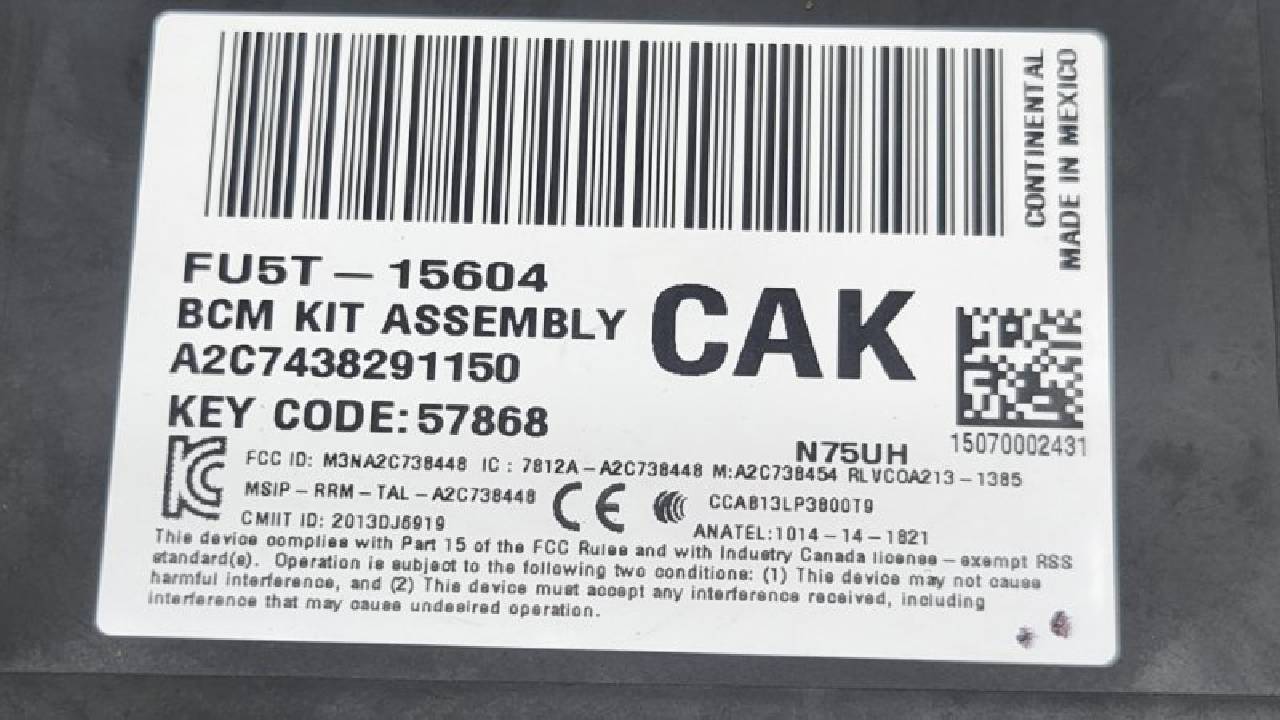 CONTINENTAL
MADE IN MEXICO
FU5T – 15604
BCM KIT ASSEMBLY
CAK
A2C7438291150
KEY CODE: 57868
N75UH
15070002431
FCC ID: M3NA2C738448 IC : 7812A – A2C738448 M:A2C738454 RLVCOA213 – 1385
MSIP – RRM – TAL – A2C738448
CE
CCAB13LP3800T9
CMIIT ID: 2013DJ6919
ANATEL:1014 – 14 – 1821
This device complies with Part 15 of the FCC Rules and with Industry Canada license – exempt RSS
standard(s). Operation is subject to the following two conditions: (1) This device may not cause
harmful interference, and (2) This device must accept any interference received, including
interference that may cause undesired operation.